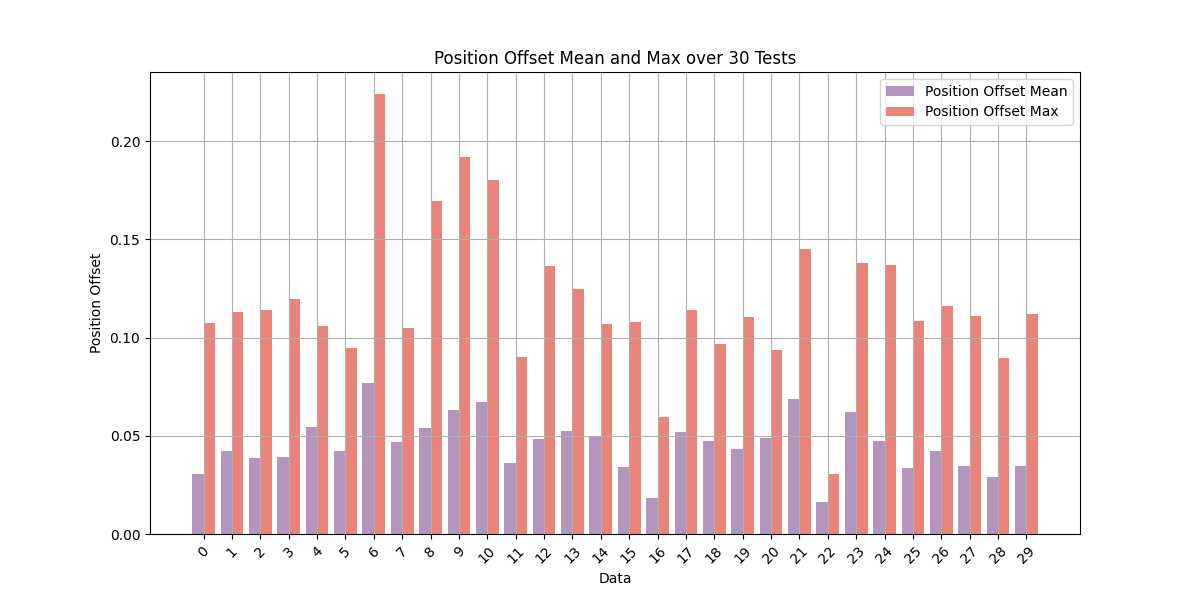 Position Offset Mean and Max over 30 Tests
Position Offset Mean
Position Offset Max
Position Offset
0.20
0.15
0.10
0.05
0.00
0 1 2 3 4 5 6 7 8 9 10 11 12 13 14 15 16 17 18 19 20 21 22 23 24 25 26 27 28 29
Data